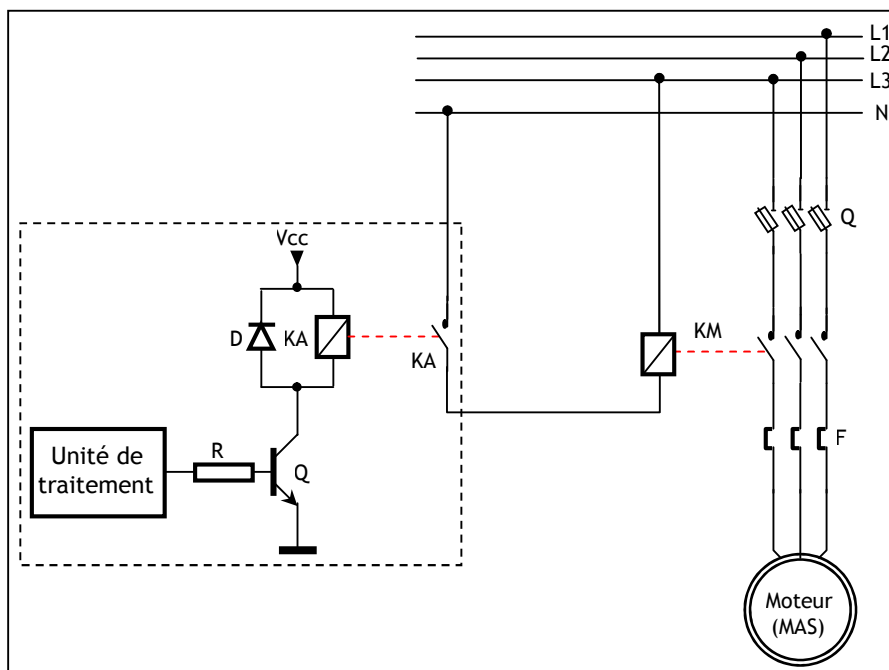 L1
L2
L3
N
Q
Vcc
D
KA
KA
KM
F
R
Q
Unité de
traitement
Moteur
(MAS)